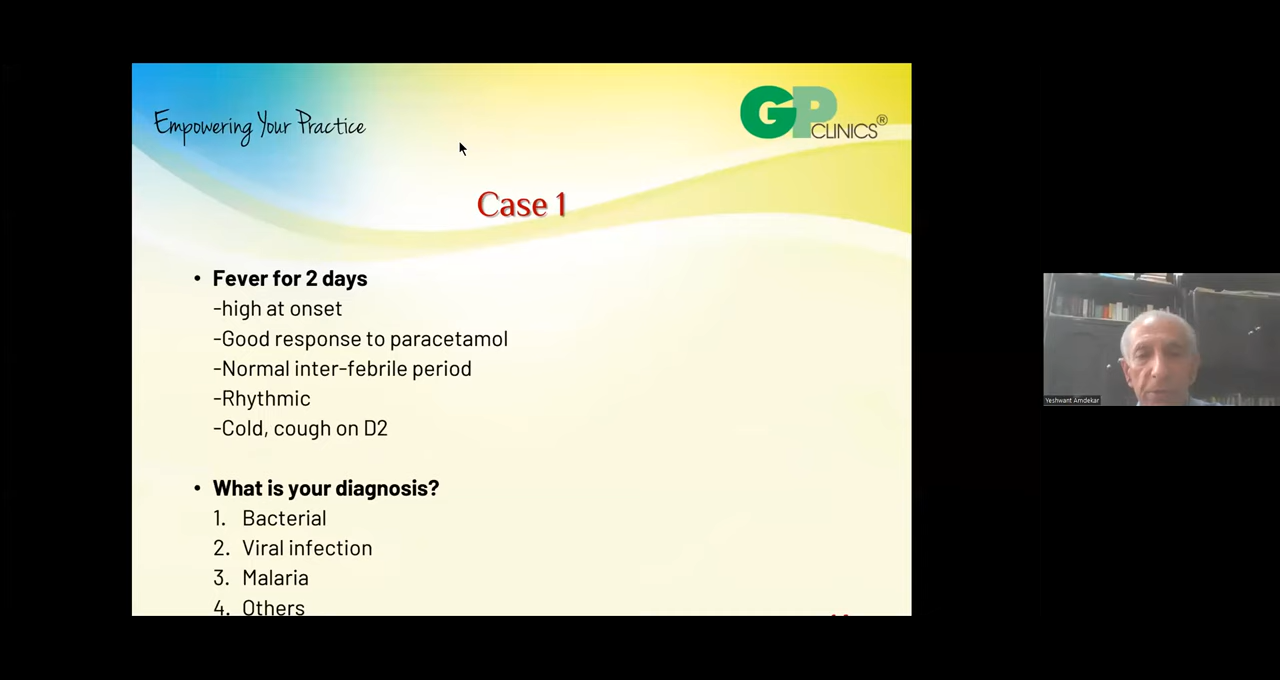 Empowering Your Practice
GP CLINICS®
Case 1
• Fever for 2 days
-high at onset
-Good response to paracetamol
-Normal inter-febrile period
-Rhythmic
-Cold, cough on D2
• What is your diagnosis?
1. Bacterial
2. Viral infection
3. Malaria
4. Others
Yeshwant Amdekar